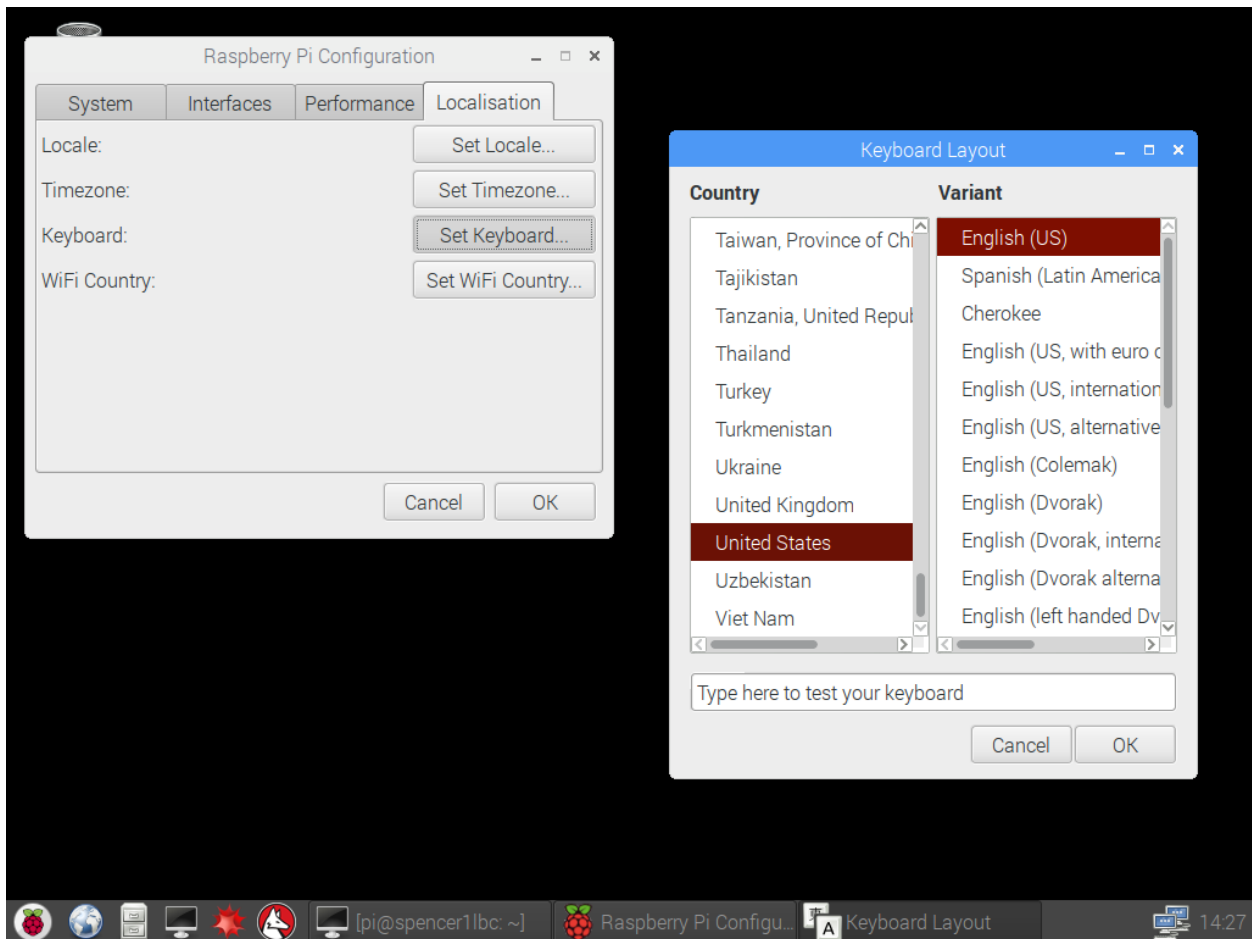 Raspberry Pi Configuration
System Interfaces Performance Localisation
Locale: Set Locale...
Timezone: Set Timezone...
Keyboard: Set Keyboard...
WiFi Country: Set WiFi Country...
Cancel OK
Keyboard Layout
Country Variant
Taiwan, Province of Chi
Tajikistan
Tanzania, United Repub
Thailand
Turkey
Turkmenistan
Ukraine
United Kingdom
United States
Uzbekistan
Viet Nam
English (US)
Spanish (Latin America
Cherokee
English (US, with euro o
English (US, internation
English (US, alternative
English (Colemak)
English (Dvorak)
English (Dvorak, interna
English (Dvorak alterna
English (left handed Dv
Type here to test your keyboard
Cancel OK
[pi@spencer1lbc: ~] Raspberry Pi Configu... A Keyboard Layout 14:27